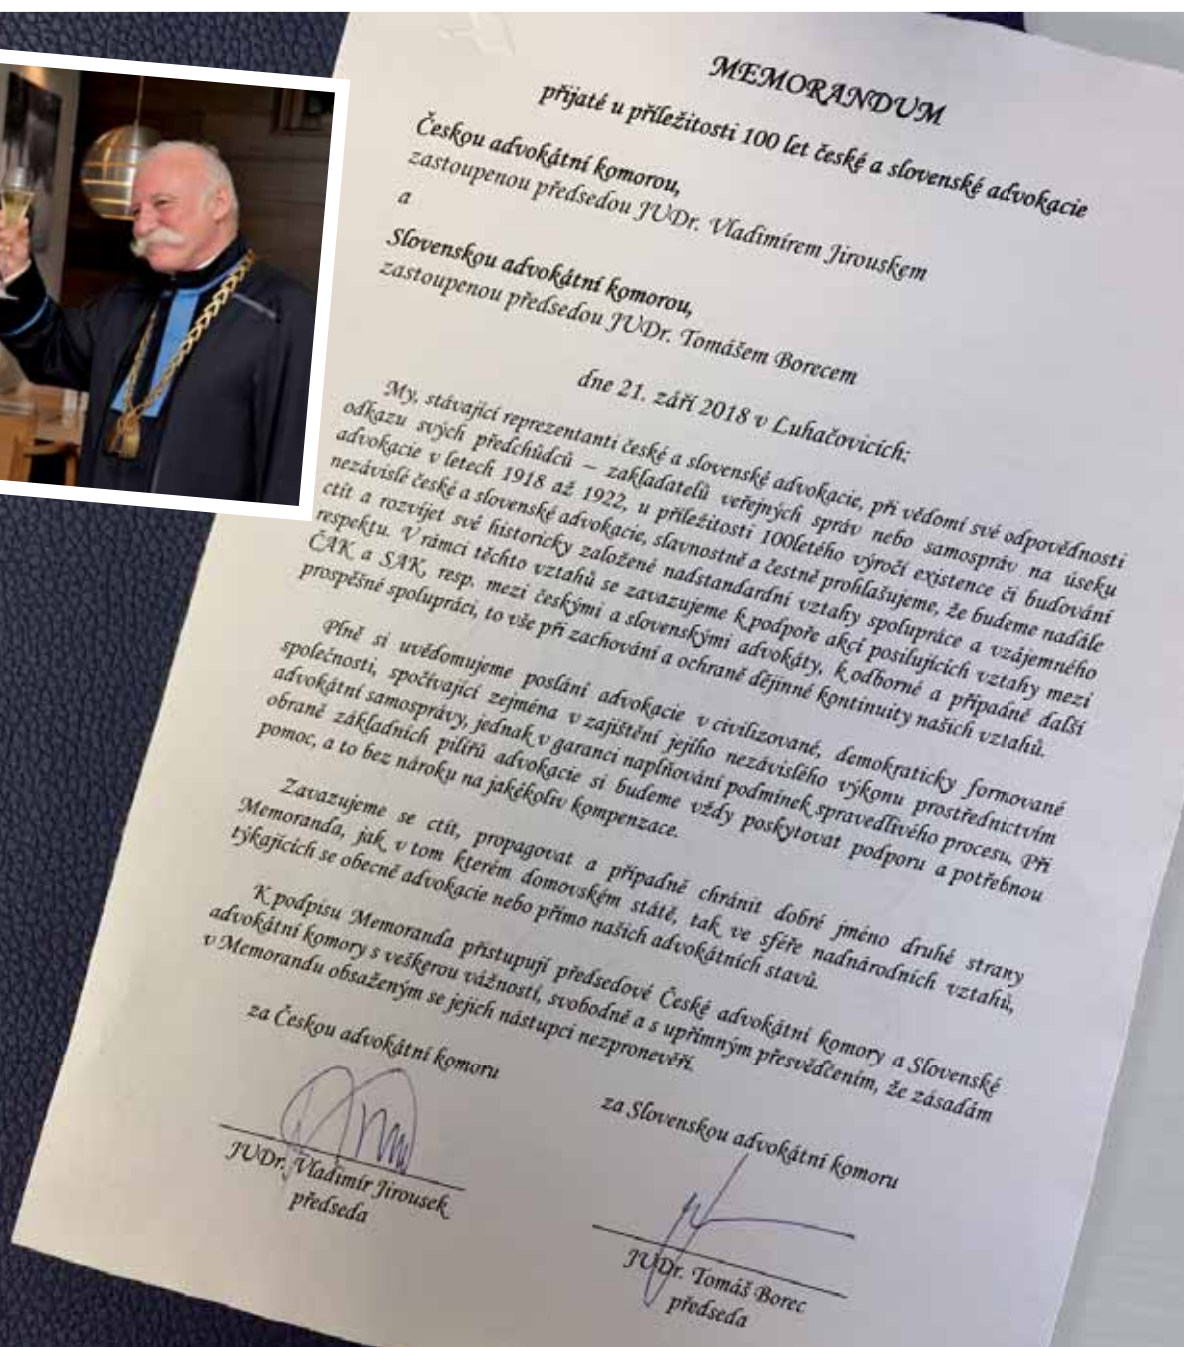 MEMORANDUM
přijaté u příležitosti 100 let české a slovenské advokacie
Českou advokátní komorou,
zastoupenou předsedou JUDr. Vladimírem Jirouskem
a
Slovenskou advokátní komorou,
zastoupenou předsedou JUDr. Tomášem Borecem
dne 21. září 2018 v Luhačovicích:
My, stávající reprezentanti české a slovenské advokacie, při vědomí své odpovědnosti
odkazu svých předchůdců – zakladatelů veřejných správ nebo samospráv na úseku
advokacie v letech 1918 až 1922, u příležitosti 100letého výročí existence či budování
nezávislé české a slovenské advokacie, slavnostně a čestně prohlašujeme, že budeme nadále
ctít a rozvíjet své historicky založené nadstandardní vztahy spolupráce a vzájemného
respektu. V rámci těchto vztahů se zavazujeme k podpoře akcí posilujících vztahy mezi
ČAK a SAK, resp. mezi českými a slovenskými advokáty, k odborné a případně další
prospěšné spolupráci, to vše při zachování a ochraně dějinné kontinuity našich vztahů.
Plně si uvědomujeme poslání advokacie v civilizované, demokraticky formované
společnosti, spočívající zejména v zajištění jejího nezávislého výkonu prostřednictvím
advokátní samosprávy, jednak v garanci naplňování podmínek spravedlivého procesu. Při
obraně základních pilířů advokacie si budeme vždy poskytovat podporu a potřebnou
pomoc, a to bez nároku na jakékoliv kompenzace.
Zavazujeme se ctít, propagovat a případně chránit dobré jméno druhé strany
Memoranda, jak v tom kterém domovském státě, tak ve sféře nadnárodních vztahů,
týkajících se obecně advokacie nebo přímo našich advokátních stavů.
K podpisu Memoranda přistupují předsedové České advokátní komory a Slovenské
advokátní komory s veškerou vážností, svobodně a s upřímným přesvědčením, že zásadám
v Memorandu obsaženým se jejich nástupci nezpronevěří.
za Českou advokátní komoru
JUDr. Vladimír Jirousek
předseda
za Slovenskou advokátní komoru
JUDr. Tomáš Borec
předseda